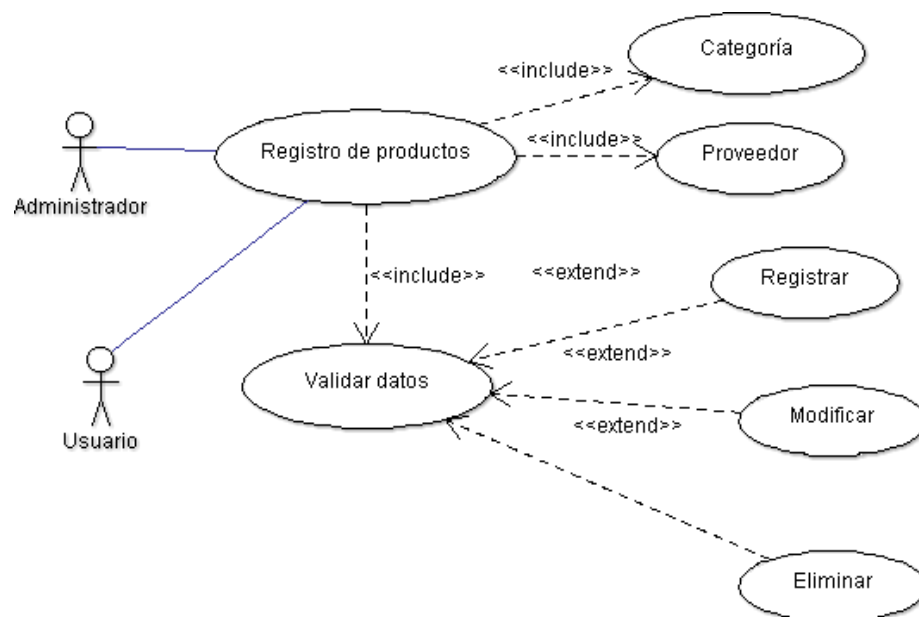 Categoría
<<include>>
<<include>>
Registro de productos
Proveedor
Administrador
<<include>>
<<extend>>
Registrar
<<extend>>
Validar datos
<<extend>>
Modificar
Usuario
Eliminar